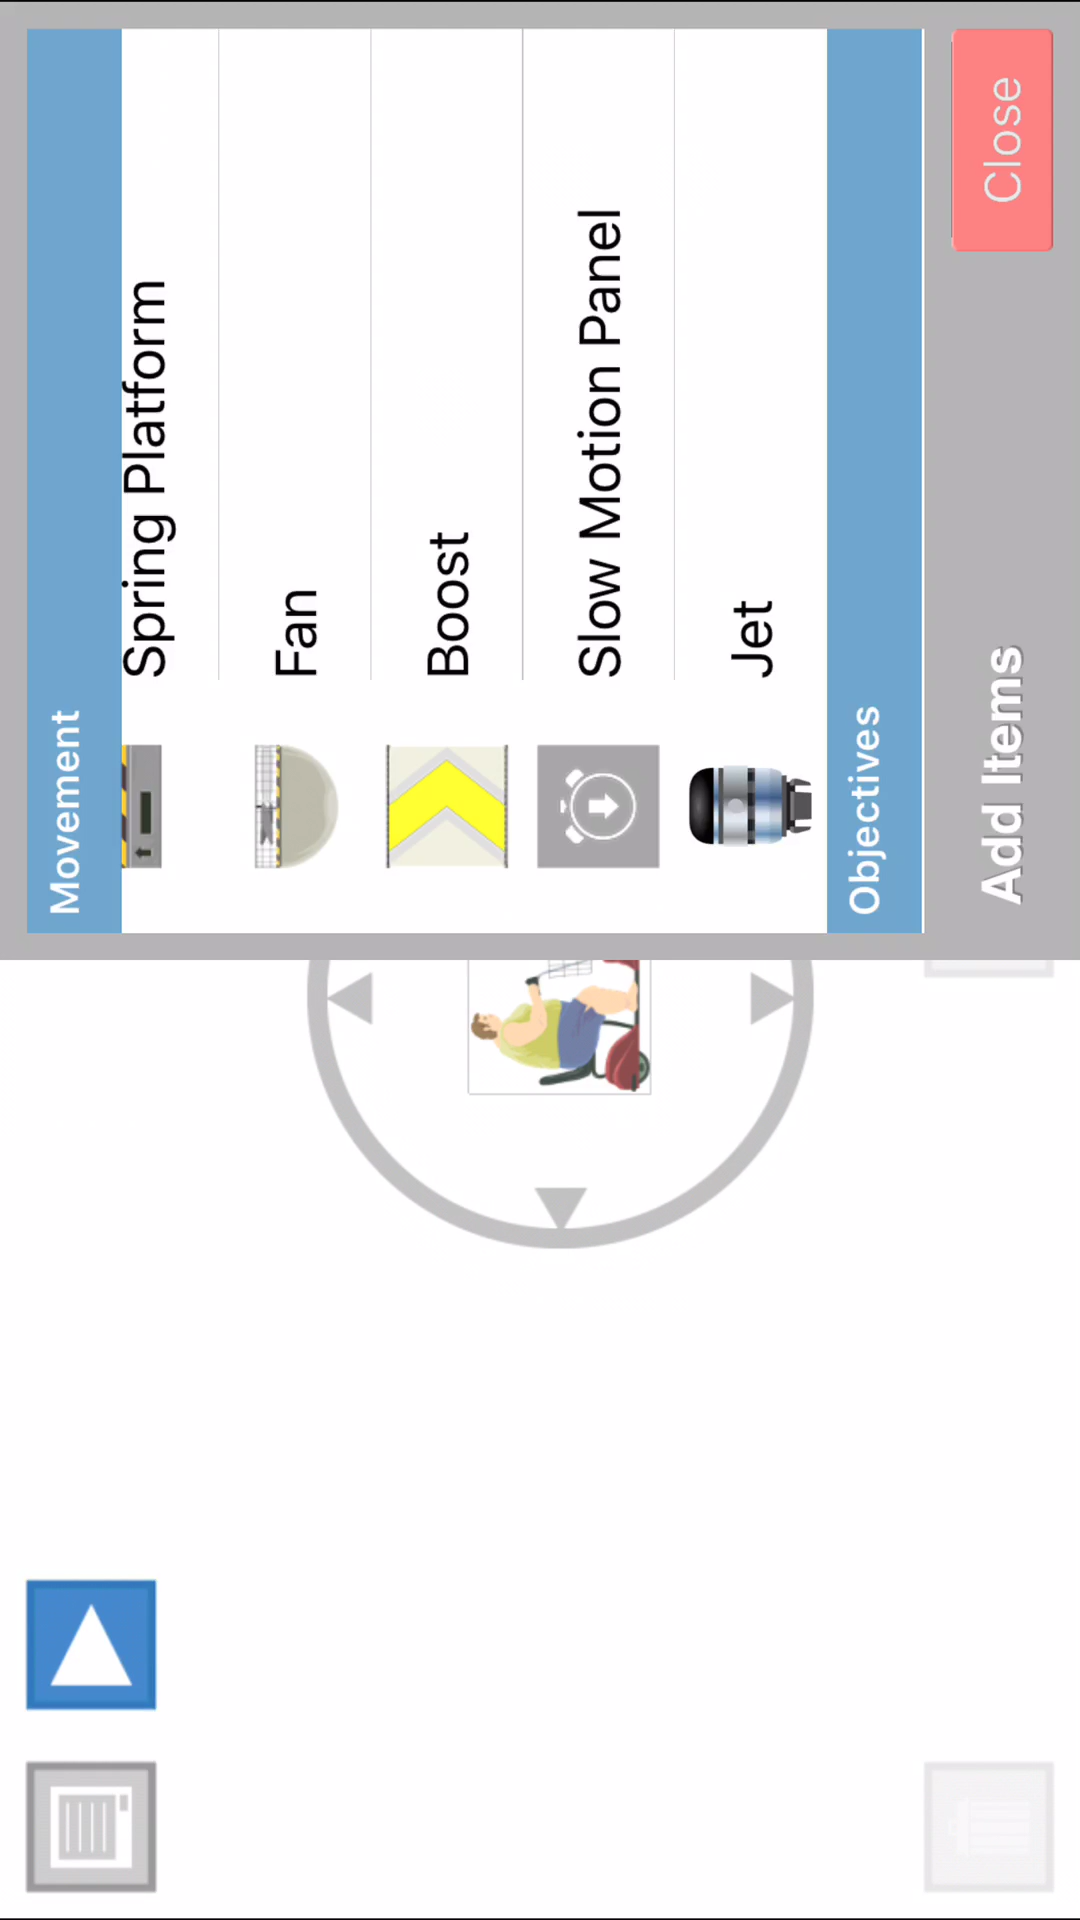 Movement
Spring Platform
Fan
Boost
Slow Motion Panel
Jet
Objectives
Add Items
Close